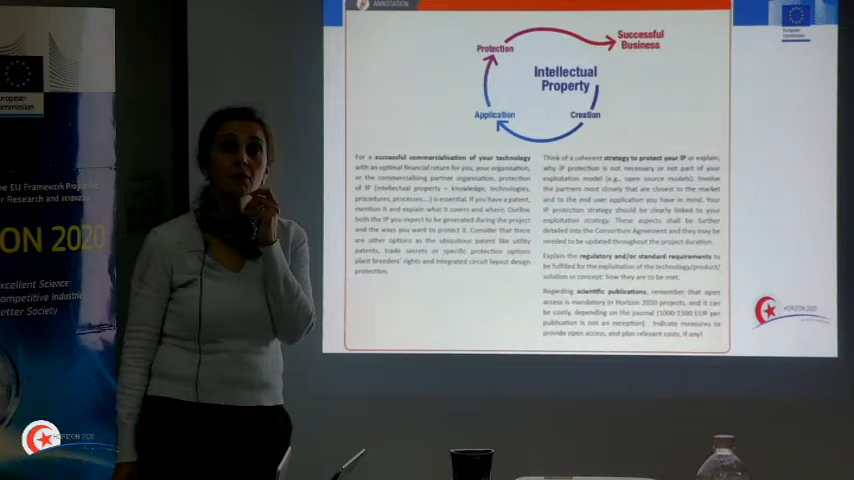 European
Commission
The EU Framework Programme
for Research and Innovation
ON 2020
Excellent Science
Competitive Industries
Better Society
HORIZON 2020
ANNOTATION
Protection
Successful
Business
Intellectual
Property
Application
Creation
For a successful commercialisation of your technology
with an optimal financial return for you, your organisation,
or the commercialising partner organisation, protection
of IP (intellectual property – knowledge, technologies,
procedures, processes,...) is essential. If you have a patent,
mention it and explain what it covers and where. Outline
both the IP you expect to be generated during the project
and the ways you want to protect it. Consider that there
are other options as the ubiquitous patent like utility
patents, trade secrets or specific protection options
plant breeders' rights and integrated circuit layout design
protection.
Think of a coherent strategy to protect your IP or explain,
why IP protection is not necessary or not part of your
exploitation model (e.g., open source models). Involve
the partners most closely that are closest to the market
and to the end user application you have in mind. Your
IP protection strategy should be clearly linked to your
exploitation strategy. These aspects, shall be further
detailed into the Consortium Agreement and they may be
needed to be updated throughout the project duration.
Explain the regulatory and/or standard requirements to
be fulfilled for the exploitation of the technology/product/
solution or concept: how they are to be met.
Regarding scientific publications, remember that open
access is mandatory in Horizon 2020 projects, and it can
be costly, depending on the journal (1000-1500 EUR per
publication is not an exception). Indicate measures to
provide open access, and plan relevant costs, if any!
European
Commission
HORIZON 2020